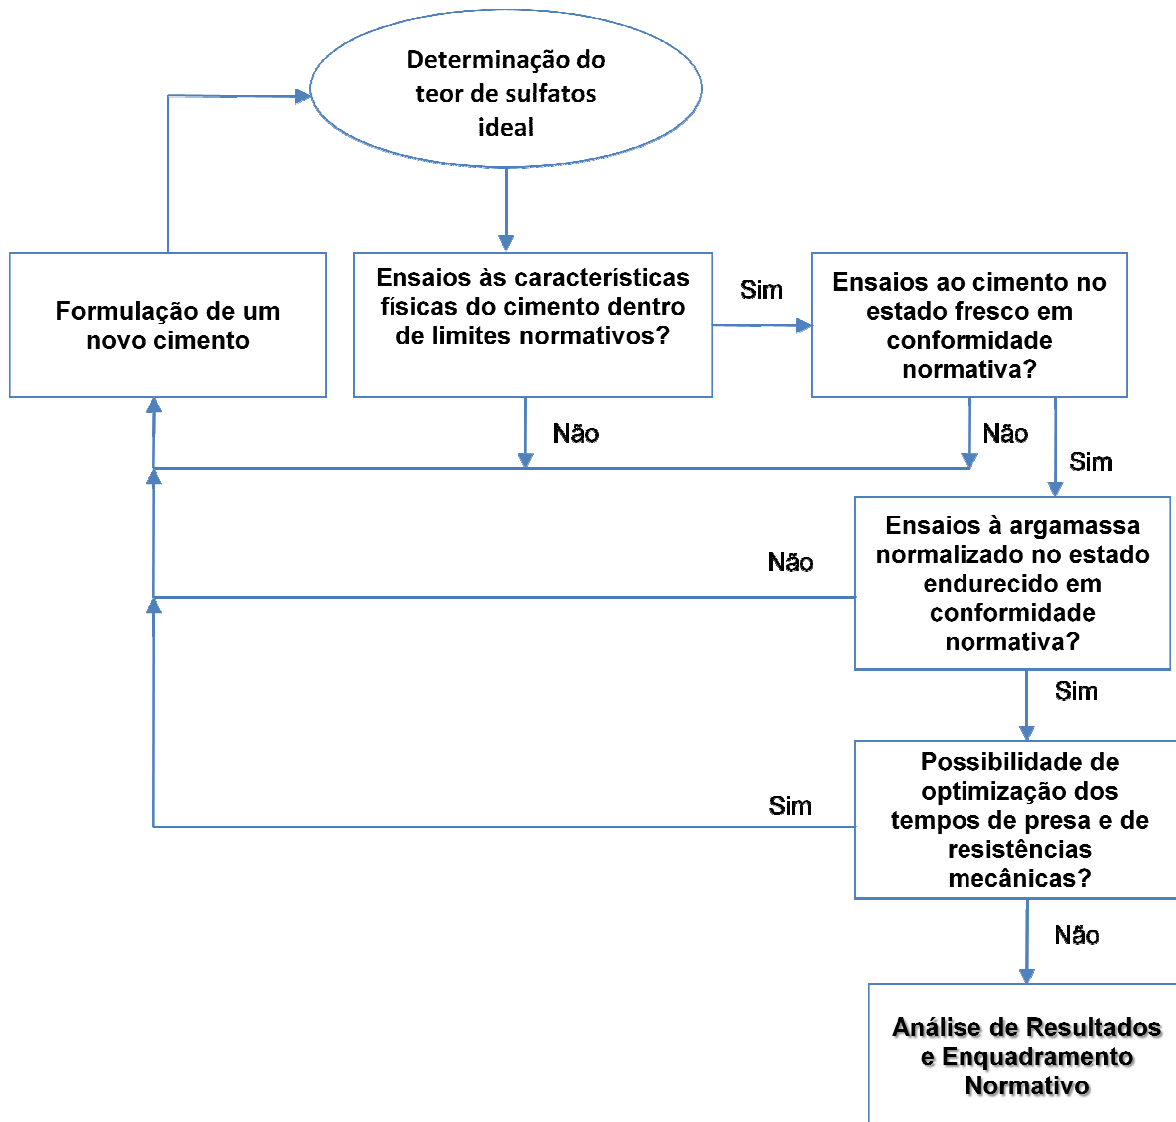 Determinação do
teor de sulfatos
ideal
Formulação de um
novo cimento
Ensaios às características
físicas do cimento dentro
de limites normativos?
Sim
Ensaios ao cimento no
estado fresco em
conformidade
normativa?
Não
Não
Sim
Ensaios à argamassa
normalizado no estado
endurecido em
conformidade
normativa?
Não
Sim
Possibilidade de
optimização dos
tempos de presa e de
resistências
mecânicas?
Sim
Não
Análise de Resultados
e Enquadramento
Normativo